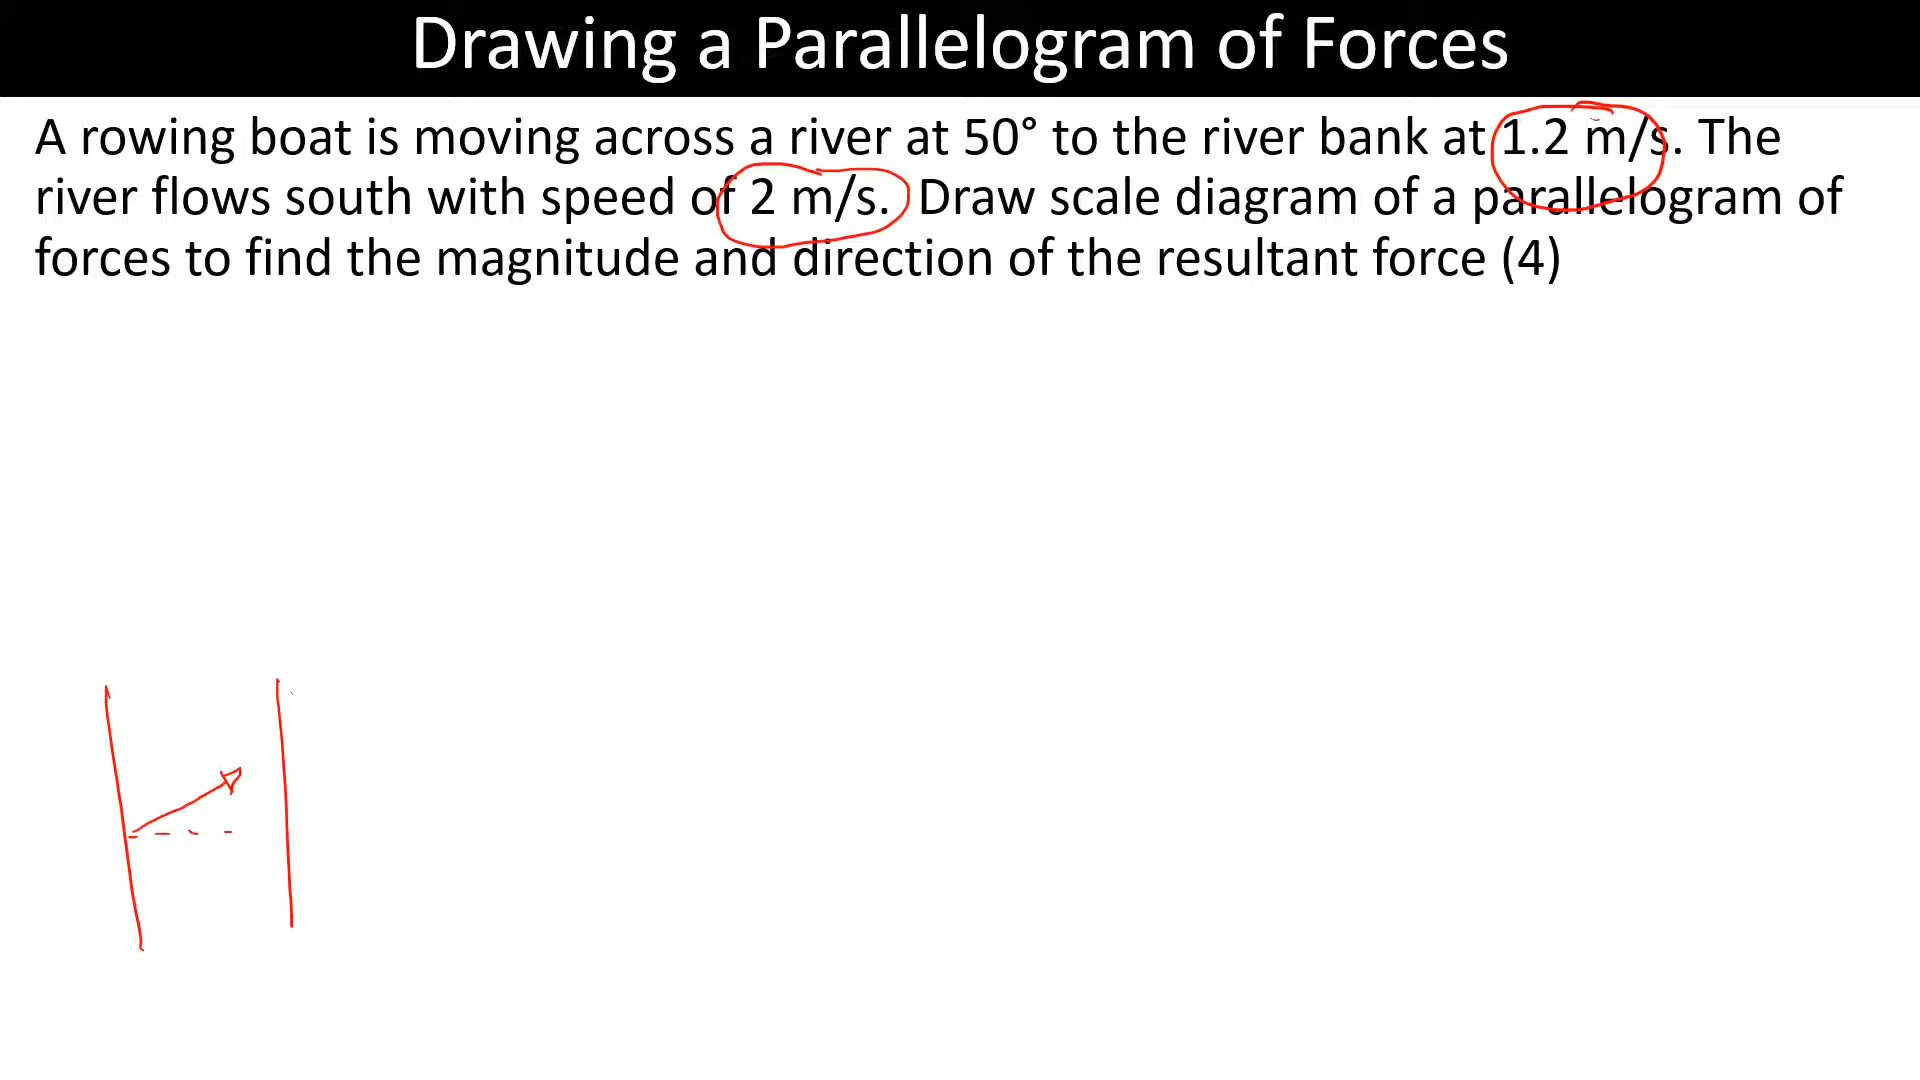 Drawing a Parallelogram of Forces
A rowing boat is moving across a river at 50° to the river bank at 1.2 m/s. The
river flows south with speed of 2 m/s. Draw scale diagram of a parallelogram of
forces to find the magnitude and direction of the resultant force (4)